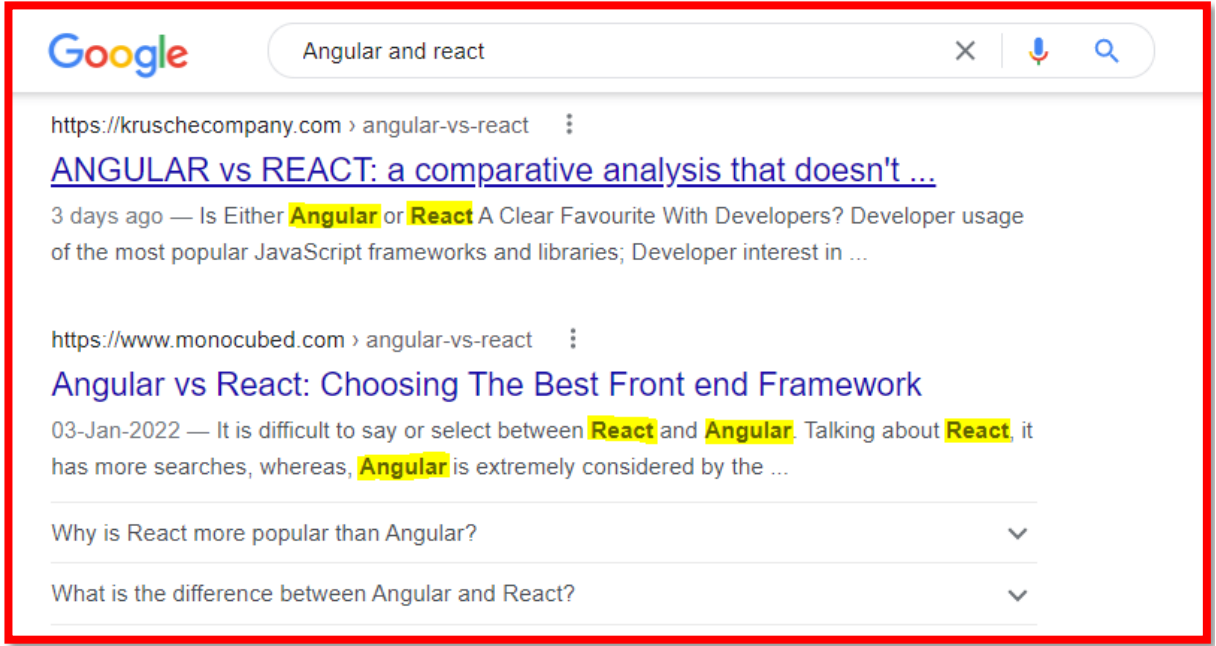 Google
Angular and react
https://kruschecompany.com › angular-vs-react
ANGULAR vs REACT: a comparative analysis that doesn't ...
3 days ago — Is Either Angular or React A Clear Favourite With Developers? Developer usage
of the most popular JavaScript frameworks and libraries; Developer interest in ...
https://www.monocubed.com › angular-vs-react
Angular vs React: Choosing The Best Front end Framework
03-Jan-2022 — It is difficult to say or select between React and Angular. Talking about React, it
has more searches, whereas, Angular is extremely considered by the ...
Why is React more popular than Angular?
What is the difference between Angular and React?